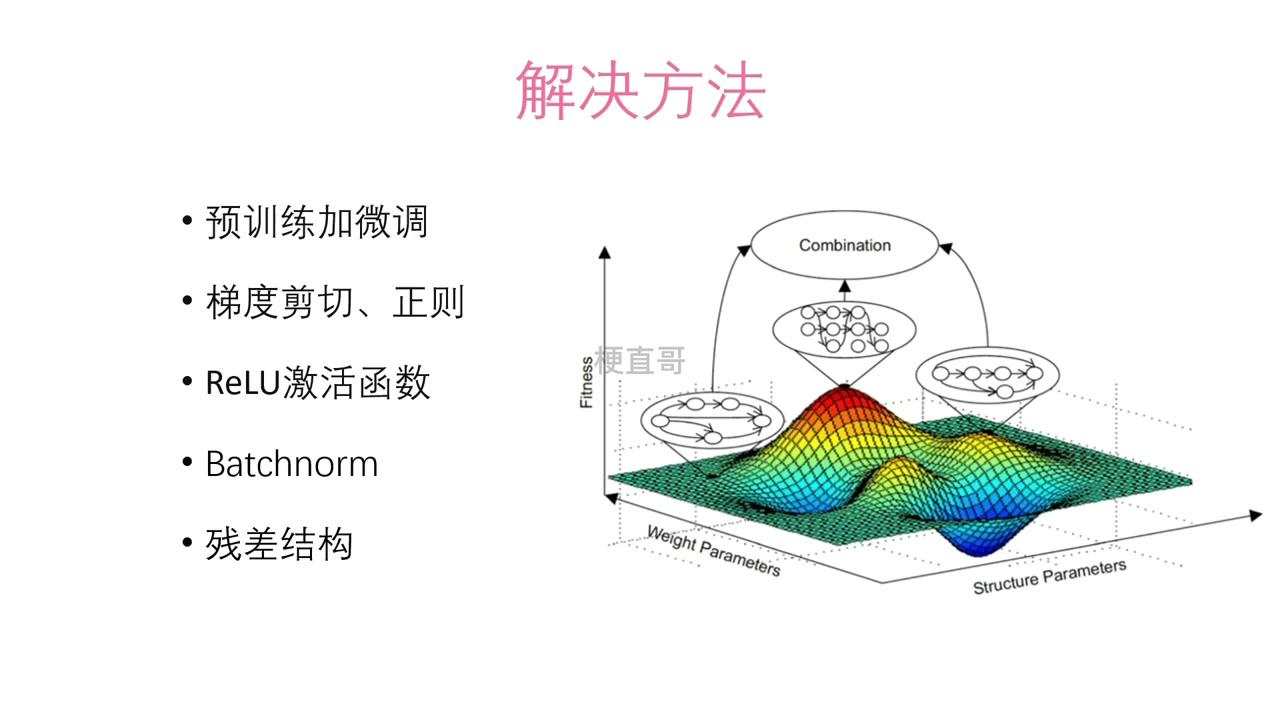 解决方法
• 预训练加微调
• 梯度剪切、正则
• ReLU激活函数
• Batchnorm
• 残差结构
Combination
梗直哥
Fitness
Weight Parameters
Structure Parameters